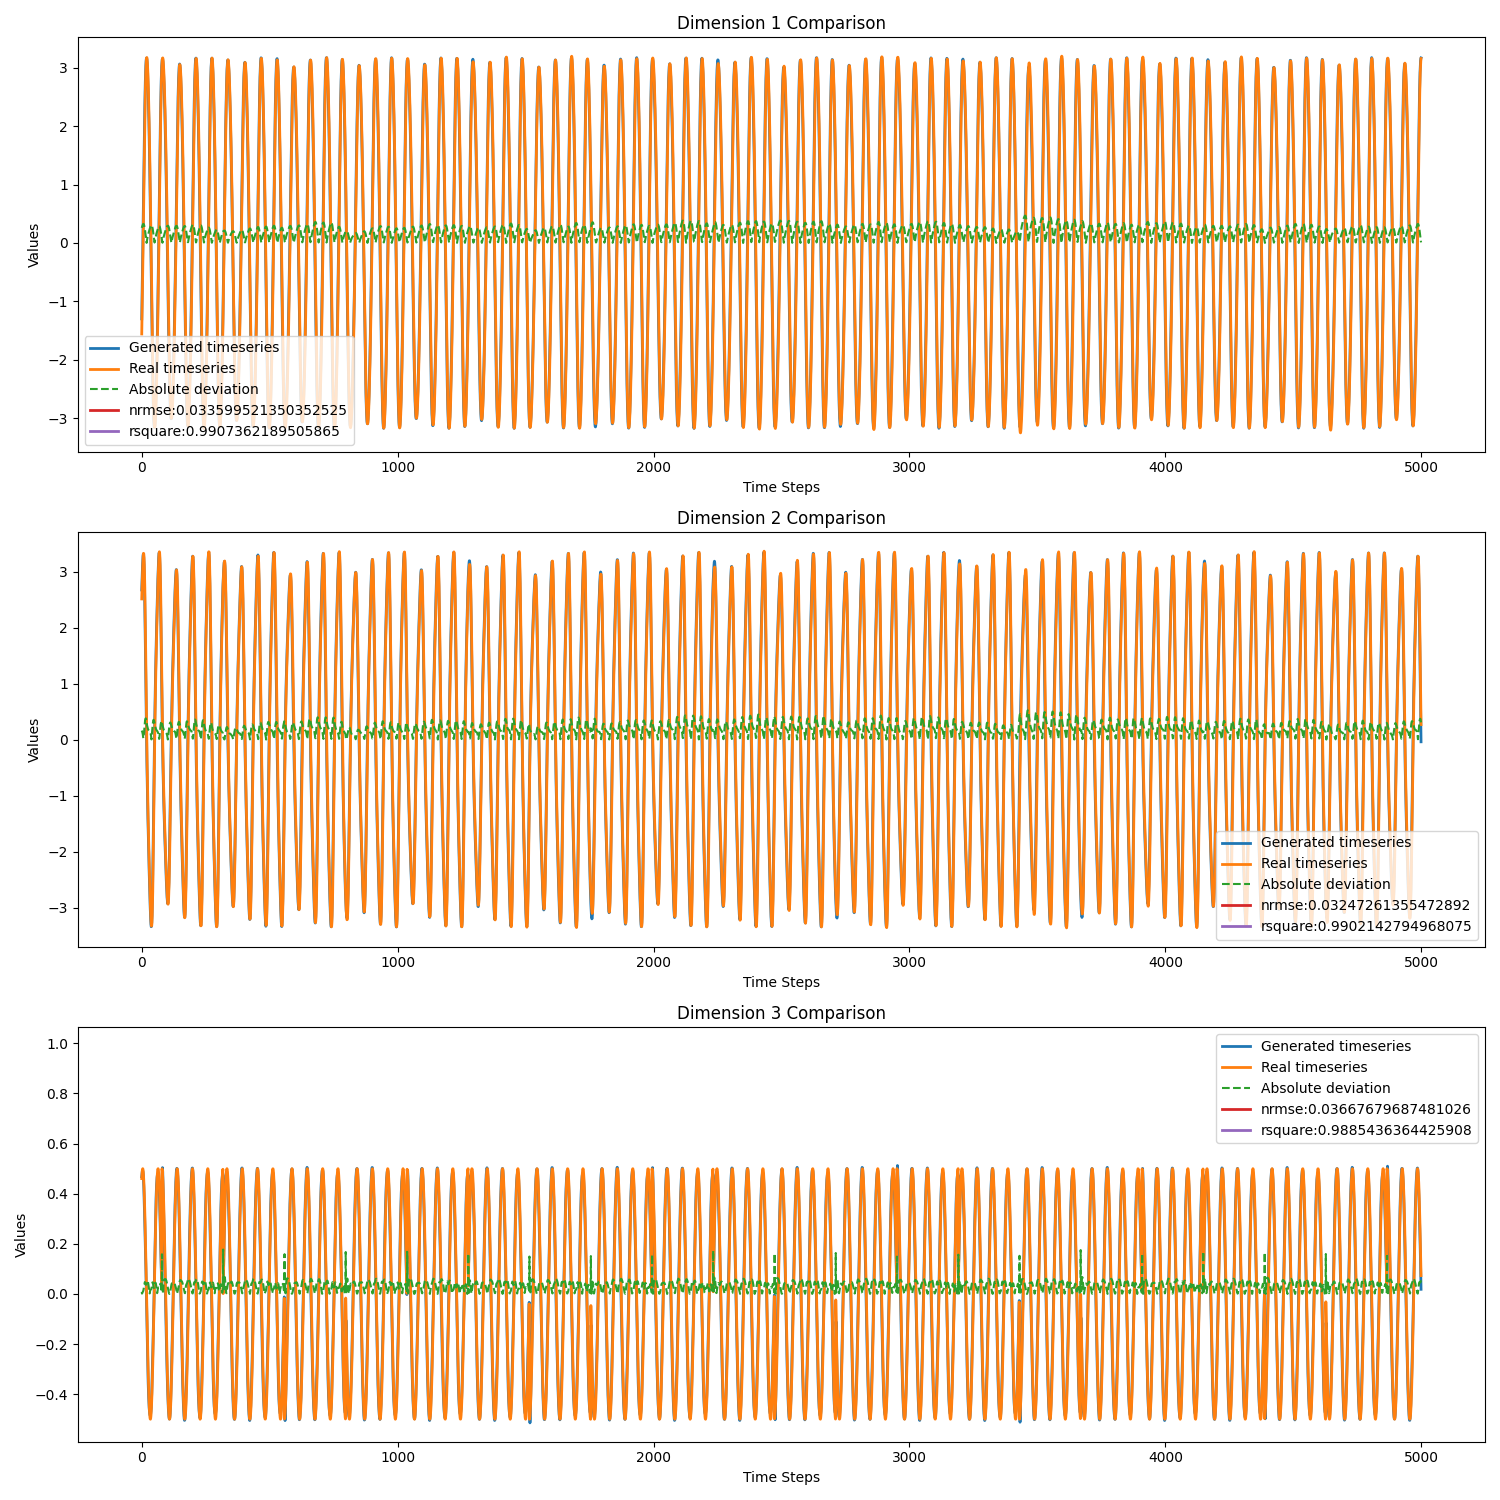 Dimension 1 Comparison
3
2
1
0
−1
−2
−3
Values
Generated timeseries
Real timeseries
Absolute deviation
nrmse:0.033599521350352525
rsquare:0.9907362189505865
0 1000 2000 3000 4000 5000
Time Steps
Dimension 2 Comparison
3
2
1
0
−1
−2
−3
Values
Generated timeseries
Real timeseries
Absolute deviation
nrmse:0.03247261355472892
rsquare:0.9902142794968075
0 1000 2000 3000 4000 5000
Time Steps
Dimension 3 Comparison
1.0
0.8
0.6
0.4
0.2
0.0
−0.2
−0.4
Values
Generated timeseries
Real timeseries
Absolute deviation
nrmse:0.03667679687481026
rsquare:0.9885436364425908
0 1000 2000 3000 4000 5000
Time Steps